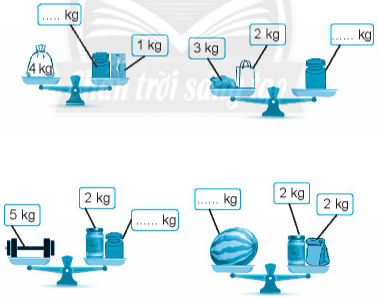 ..... kg
1 kg
4 kg
3 kg
2 kg
...... kg
Chân trời sáng tạo
5 kg
2 kg
...... kg
...... kg
2 kg
2 kg